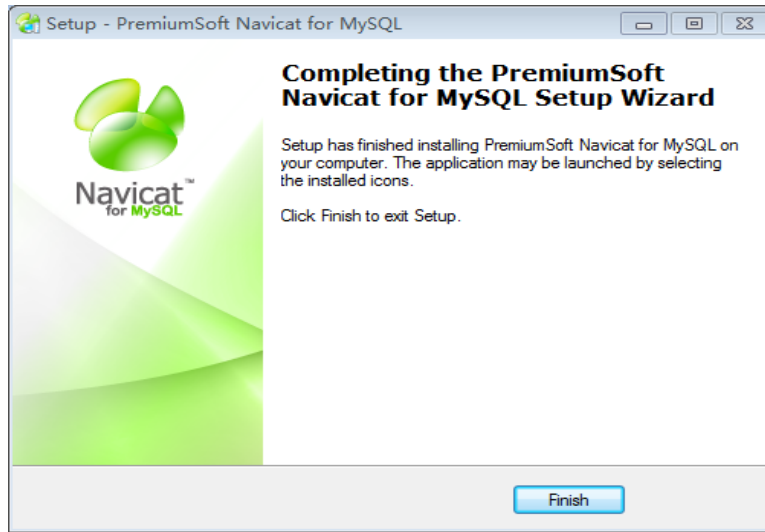 Setup - PremiumSoft Navicat for MySQL
Completing the PremiumSoft
Navicat for MySQL Setup Wizard
Setup has finished installing PremiumSoft Navicat for MySQL on
your computer. The application may be launched by selecting
the installed icons.
Click Finish to exit Setup.
Navicat™
for MySQL
Finish